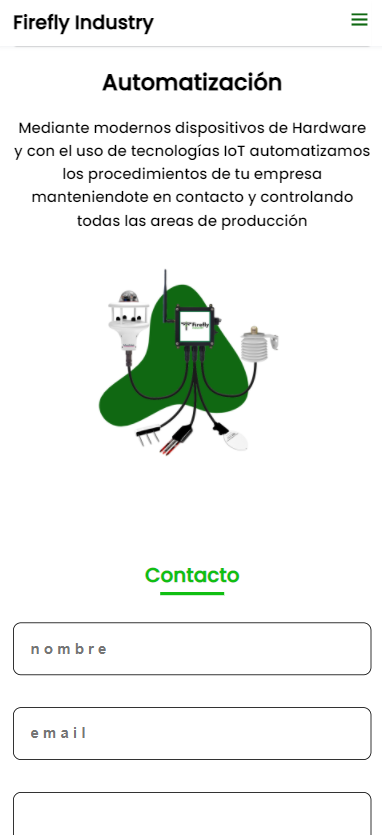 Firefly Industry
Automatización
Mediante modernos dispositivos de Hardware
y con el uso de tecnologías IoT automatizamos
los procedimientos de tu empresa
manteniendote en contacto y controlando
todas las areas de producción
firefly
Contacto
nombre
email